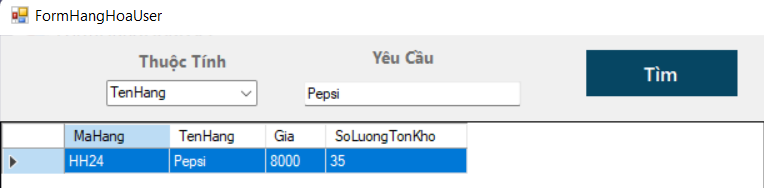 FormHangHoaUser
Thuộc Tính Yêu Cầu
Tìm
TenHang Pepsi
MaHang TenHang Gia SoLuongTonKho
HH24 Pepsi 8000 35